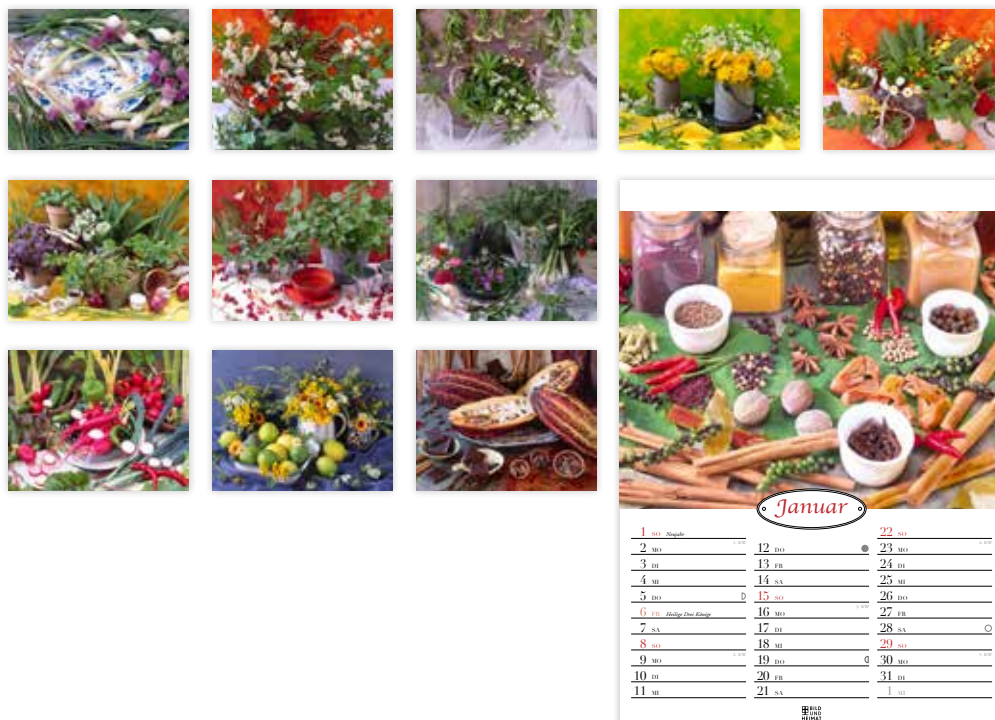 Januar
1 SO Neujahr
2 MO
3 DI
4 MI
5 DO
6 FR Heilige Drei Könige
7 SA
8 SO
9 MO
10 DI
11 MI
12 DO
13 FR
14 SA
15 SO
16 MO
17 DI
18 MI
19 DO
20 FR
21 SA
22 SO
23 MO
24 DI
25 MI
26 DO
27 FR
28 SA
29 SO
30 MO
31 DI
1 MI
BILD
UND
HEIMAT